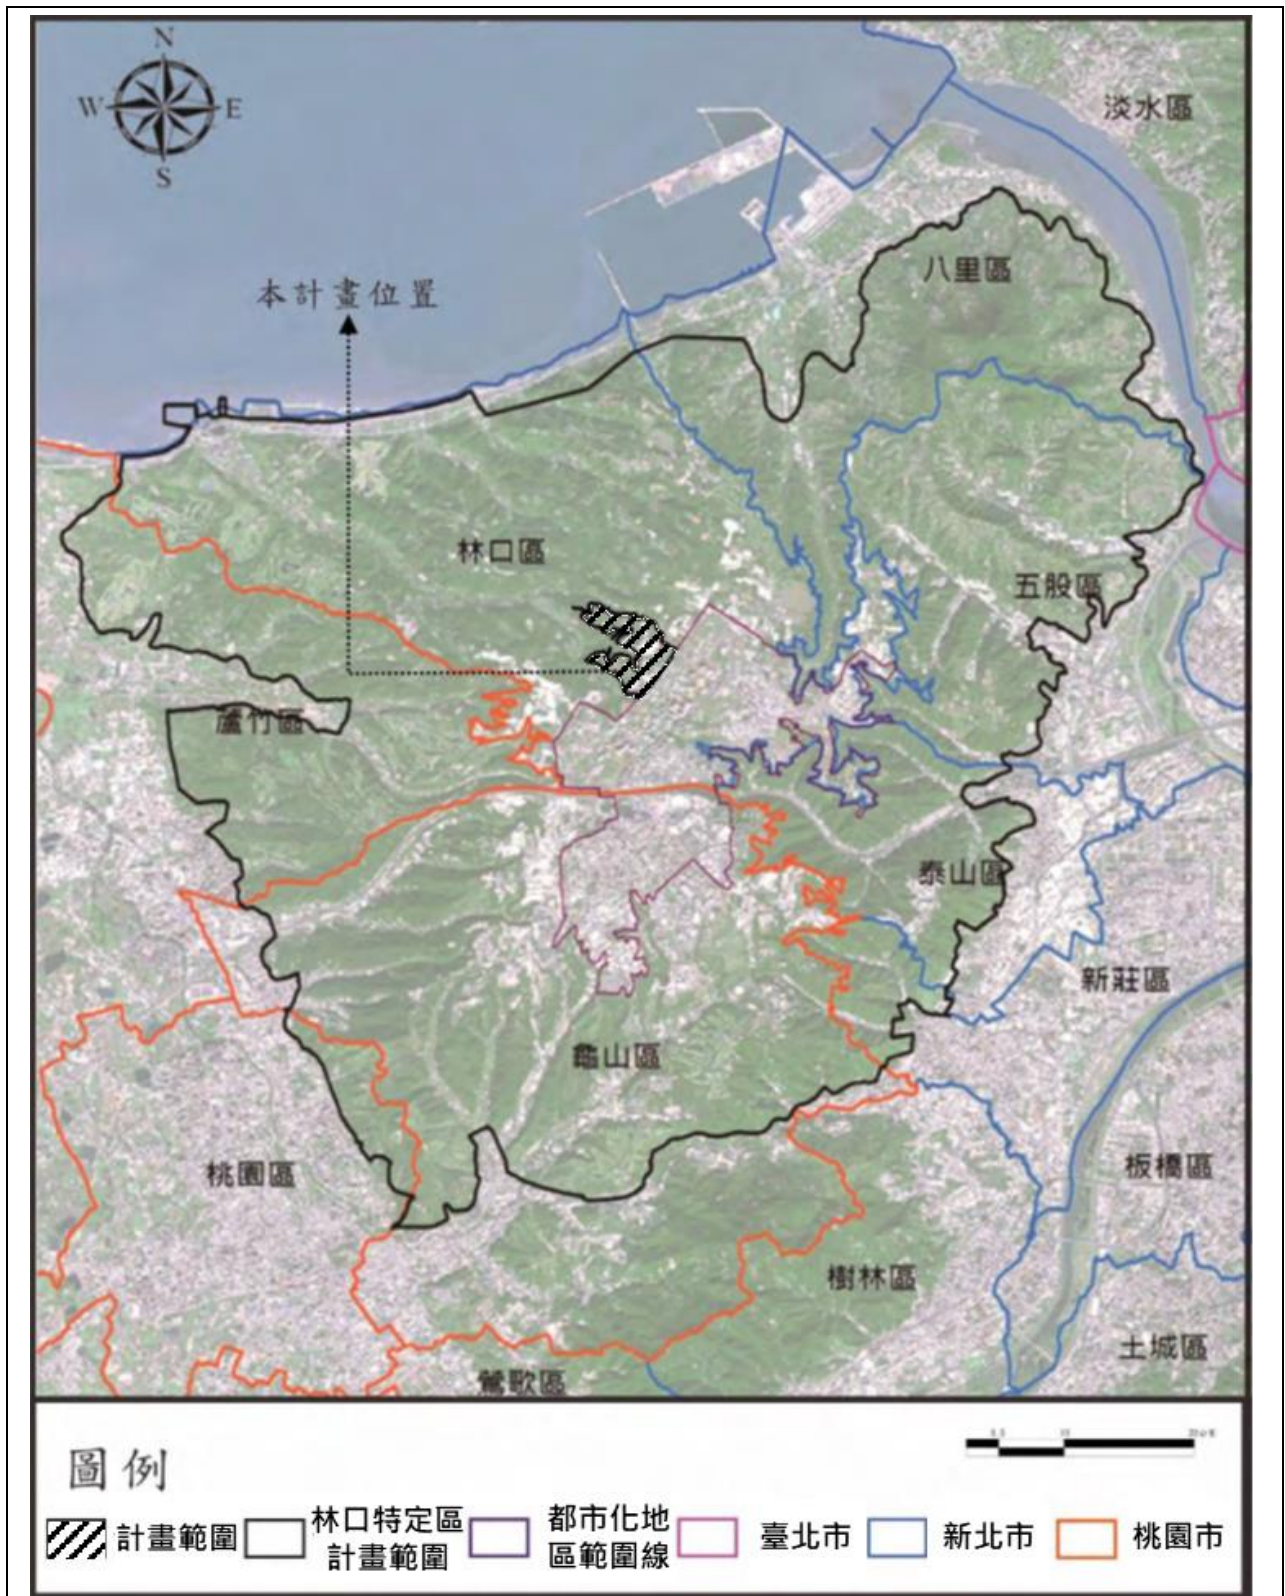 N
W
E
S
淡水區
八里區
本計畫位置
林口區
五股區
蘆竹區
泰山區
新莊區
龜山區
桃園區
板橋區
樹林區
土城區
鶯歌區
圖例
計畫範圍
林口特定區
計畫範圍
都市化地
區範圍線
臺北市
新北市
桃園市